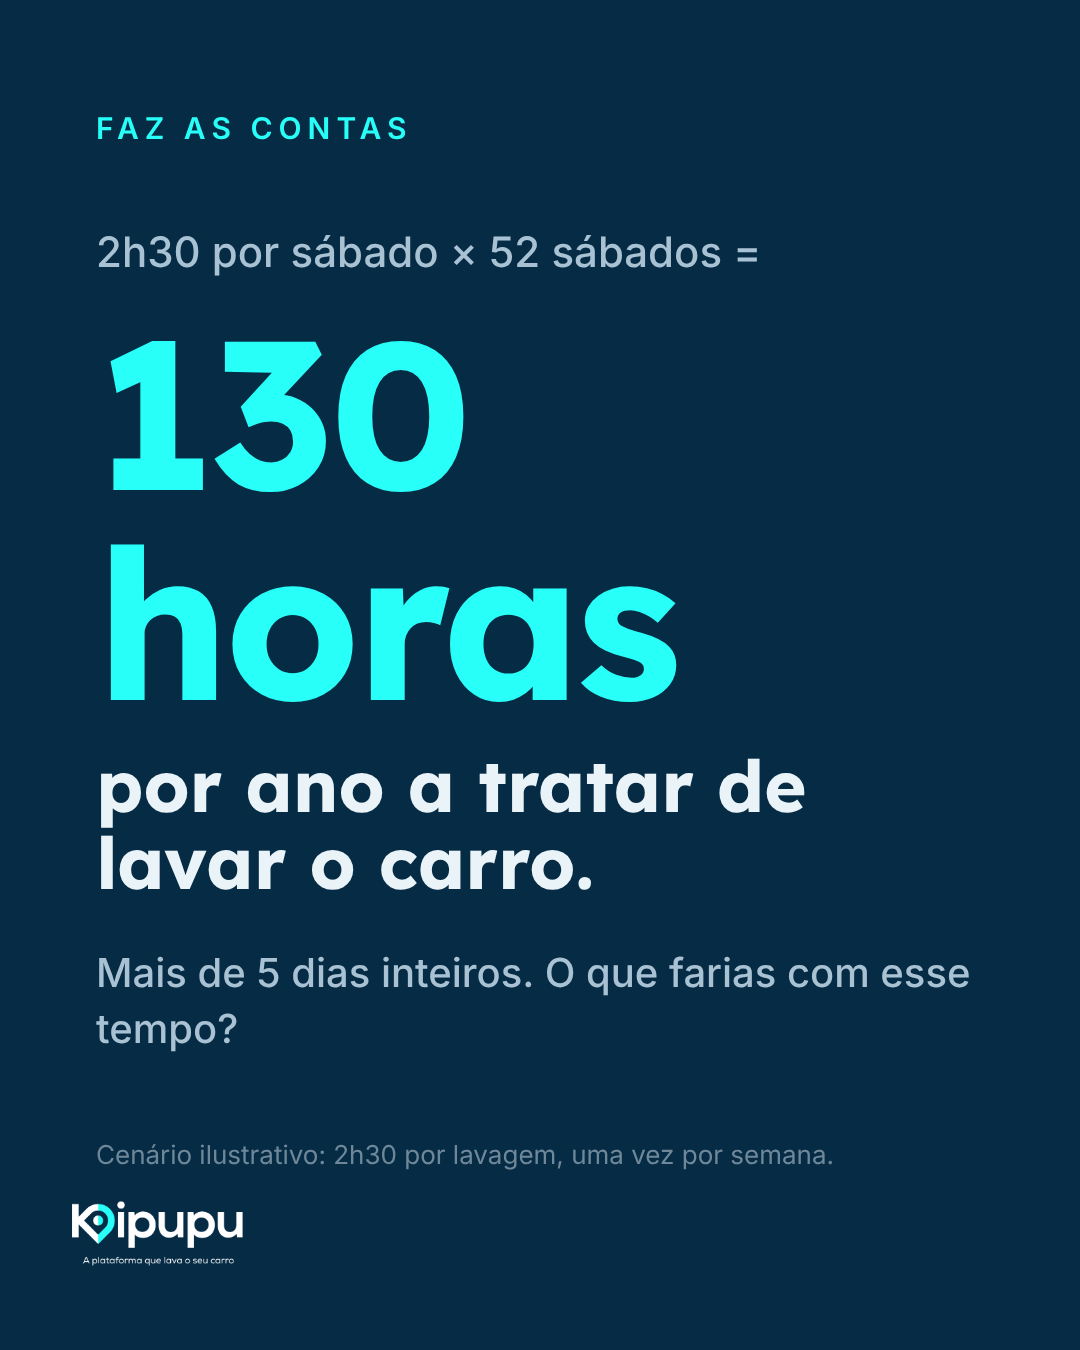 FAZ AS CONTAS
2h30 por sábado × 52 sábados =
130
horas
por ano a tratar de
lavar o carro.
Mais de 5 dias inteiros. O que farias com esse
tempo?
Cenário ilustrativo: 2h30 por lavagem, uma vez por semana.
Kipupu
A plataforma que lava o seu carro